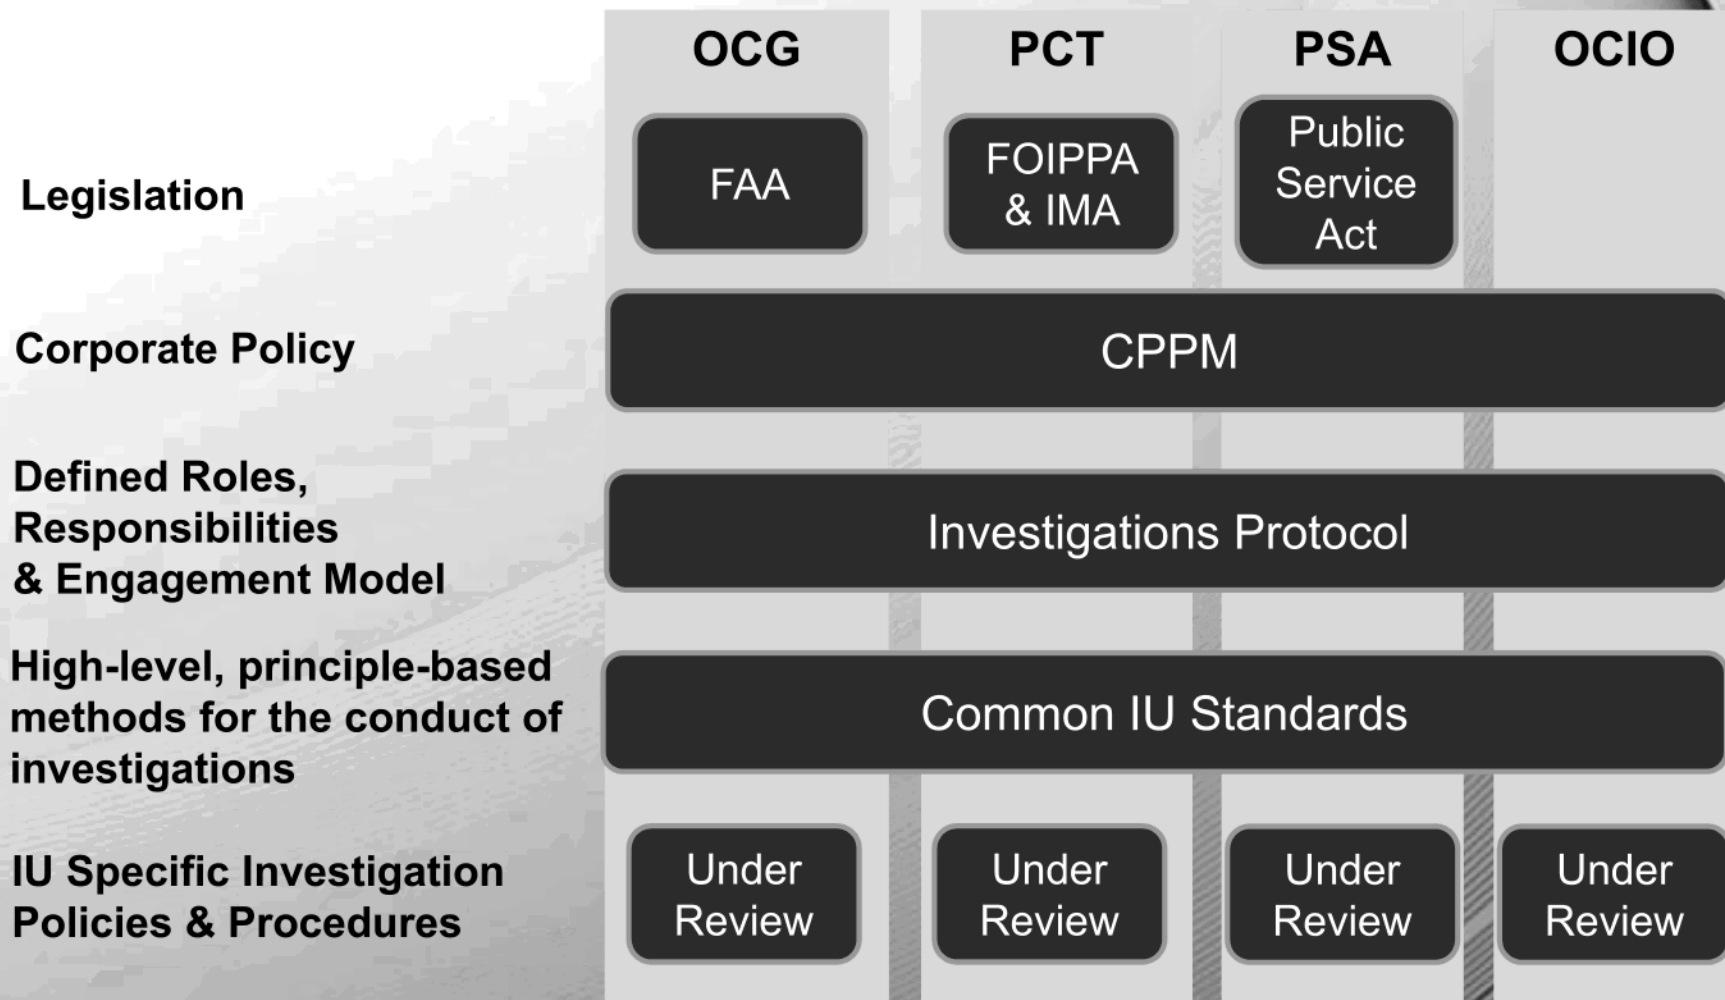 OCG PCT PSA OCIO
Legislation
FAA
FOIPPA
& IMA
Public
Service
Act
Corporate Policy
CPPM
Defined Roles,
Responsibilities
& Engagement Model
Investigations Protocol
High-level, principle-based
methods for the conduct of
investigations
Common IU Standards
IU Specific Investigation
Policies & Procedures
Under
Review
Under
Review
Under
Review
Under
Review